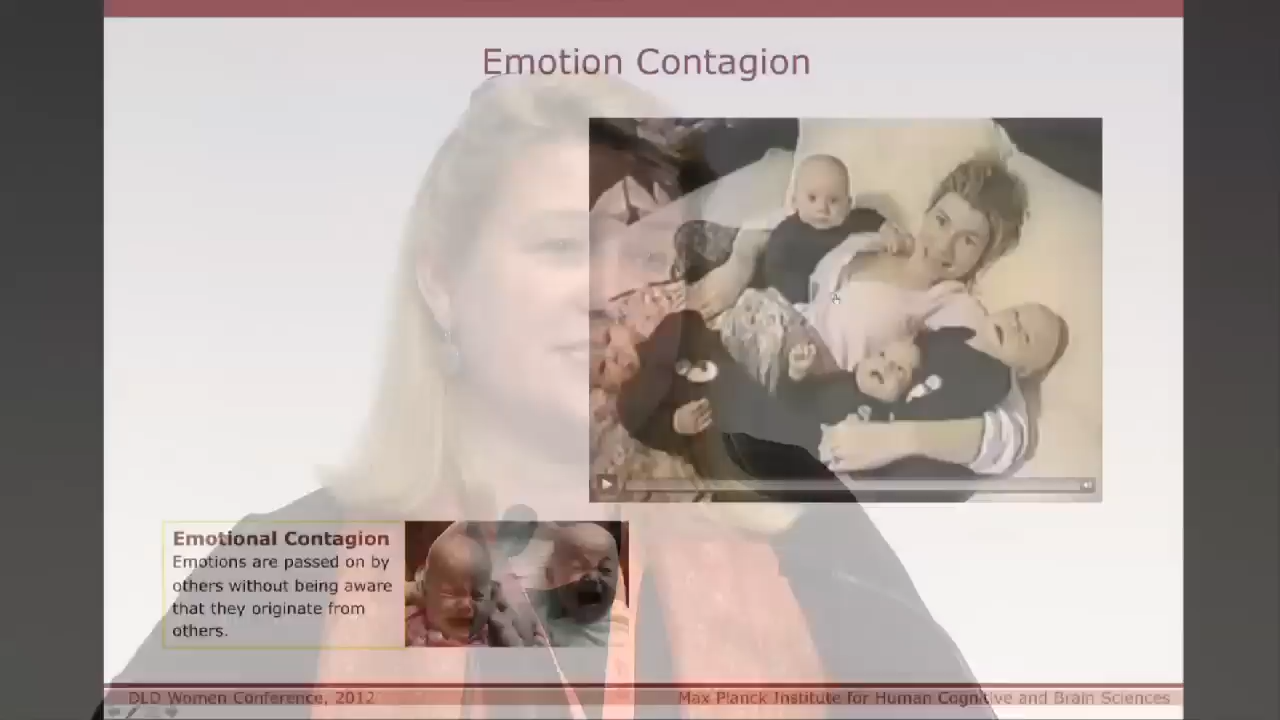 Emotion Contagion
Emotional Contagion
Emotions are passed on by
others without being aware
that they originate from
others.
DLD Women Conference, 2012
Max Planck Institute for Human Cognitive and Brain Sciences